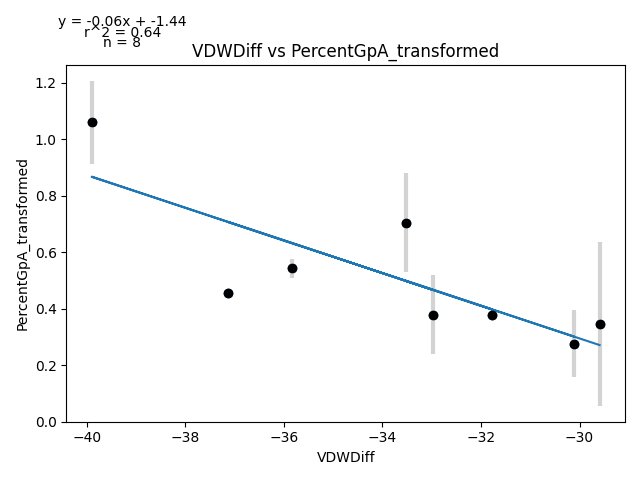 y = -0.06x + -1.44
r^2 = 0.64
n = 8
VDWDiff vs PercentGpA_transformed
PercentGpA_transformed
1.2
1.0
0.8
0.6
0.4
0.2
0.0
−40
−38
−36
−34
−32
−30
VDWDiff